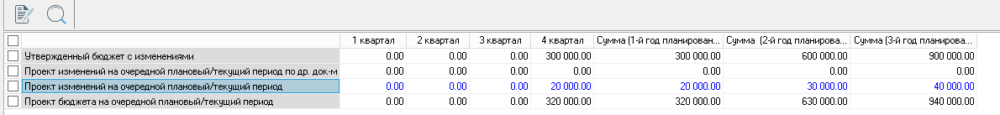 1 квартал 2 квартал 3 квартал 4 квартал Сумма (1-й год планирован... Сумма (2-й год планирова... Сумма (3-й год планирован...
Утвержденный бюджет с изменениями 0.00 0.00 0.00 300 000.00 300 000.00 600 000.00 900 000.00
Проект изменений на очередной плановый/текущий период по др. док-м 0.00 0.00 0.00 0.00 0.00 0.00 0.00
Проект изменений на очередной плановый/текущий период 0.00 0.00 0.00 20 000.00 20 000.00 30 000.00 40 000.00
Проект бюджета на очередной плановый/текущий период 0.00 0.00 0.00 320 000.00 320 000.00 630 000.00 940 000.00